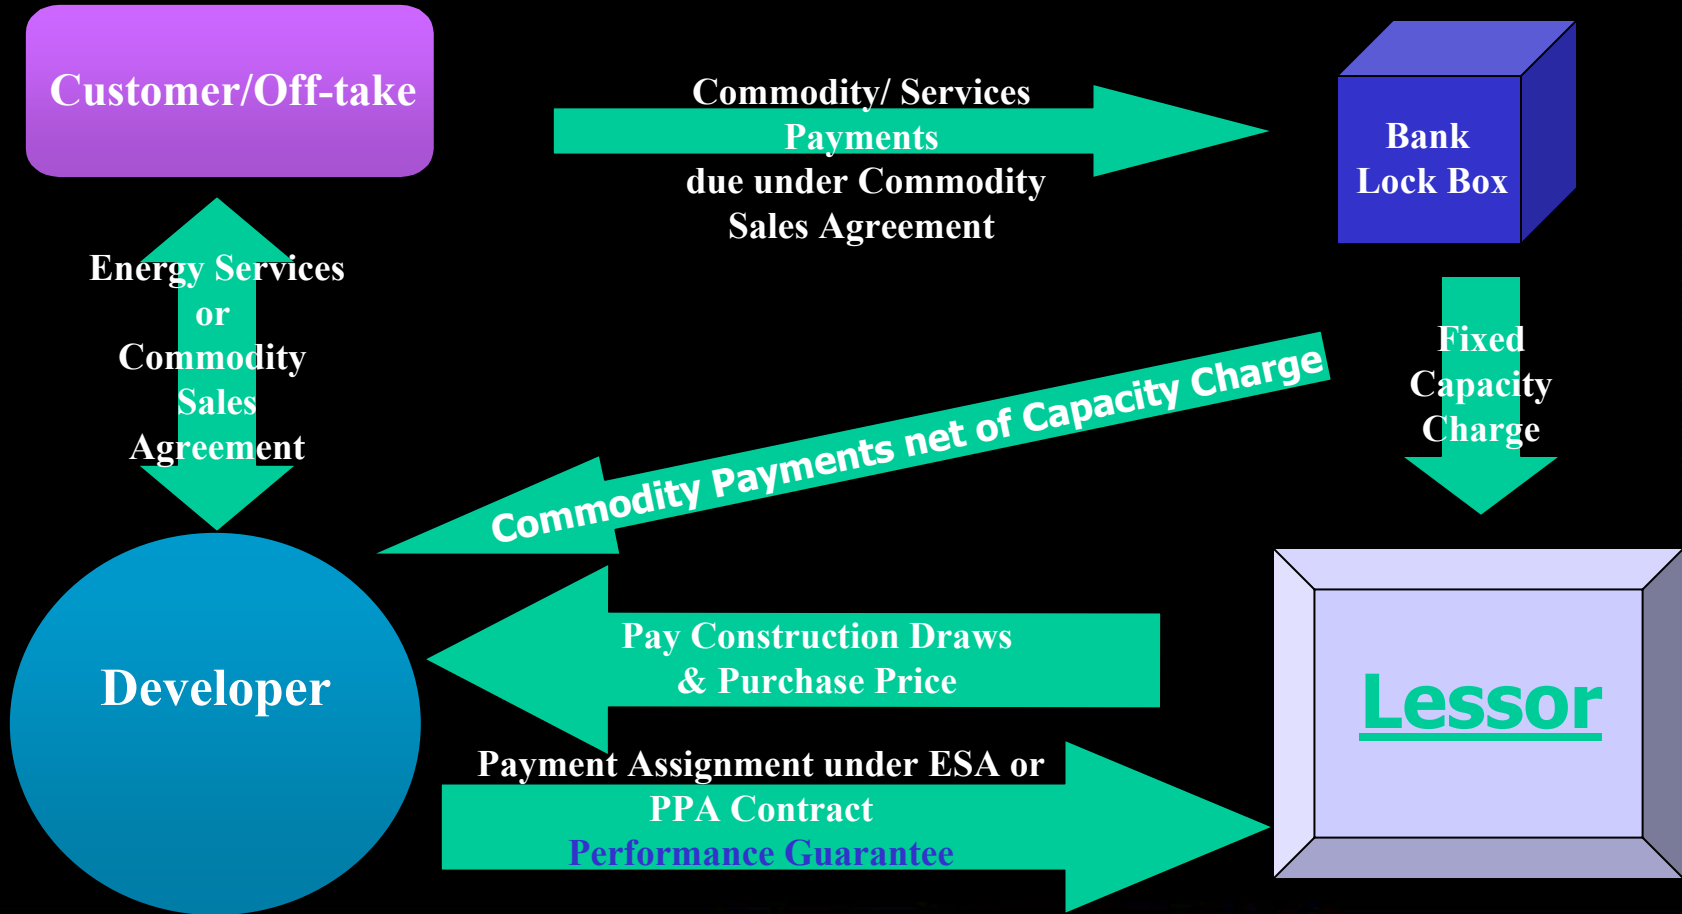 Customer/Off-take
Commodity/ Services
Payments
due under Commodity
Sales Agreement
Bank
Lock Box
Energy Services
or
Commodity
Sales
Agreement
Fixed
Capacity
Charge
Commodity Payments net of Capacity Charge
Pay Construction Draws
& Purchase Price
Developer
Lessor
Payment Assignment under ESA or
PPA Contract
Performance Guarantee